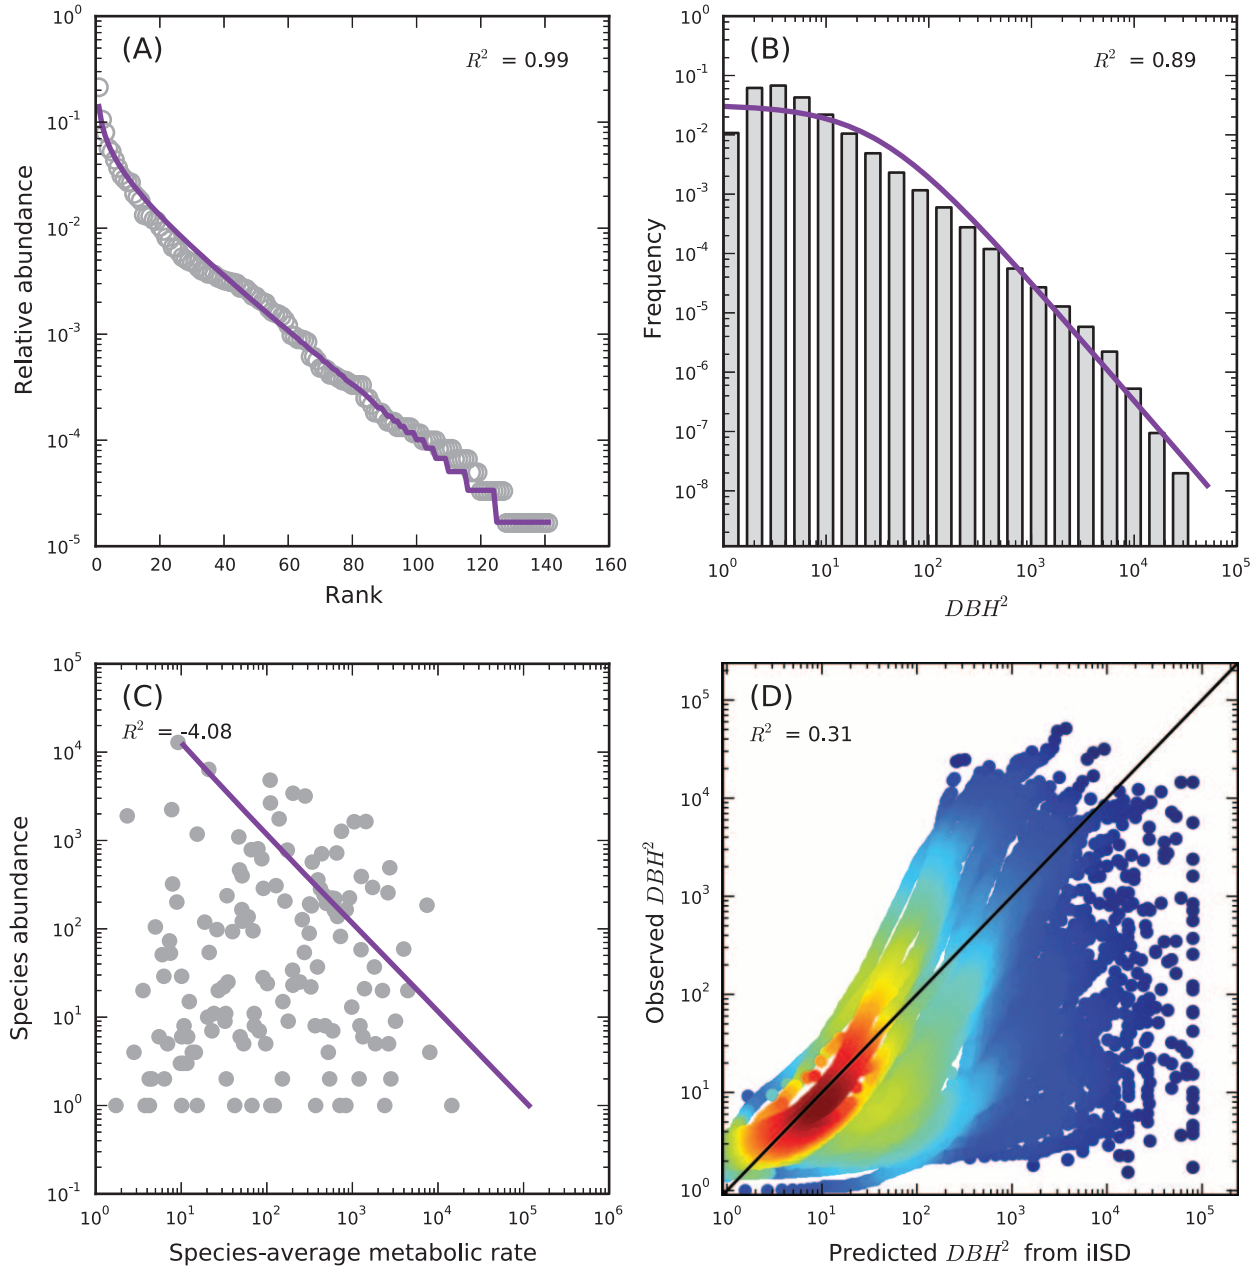 (A)
R² = 0.99
10⁰
10⁻¹
10⁻²
10⁻³
10⁻⁴
10⁻⁵
Relative abundance
0 20 40 60 80 100 120 140 160
Rank
(B)
R² = 0.89
10⁰
10⁻¹
10⁻²
10⁻³
10⁻⁴
10⁻⁵
10⁻⁶
10⁻⁷
10⁻⁸
Frequency
10⁰ 10¹ 10² 10³ 10⁴ 10⁵
DBH²
(C)
R² = -4.08
10⁵
10⁴
10³
10²
10¹
10⁰
10⁻¹
Species abundance
10⁰ 10¹ 10² 10³ 10⁴ 10⁵ 10⁶
Species-average metabolic rate
(D)
R² = 0.31
10⁵
10⁴
10³
10²
10¹
10⁰
Observed DBH²
10⁰ 10¹ 10² 10³ 10⁴ 10⁵
Predicted DBH² from iISD